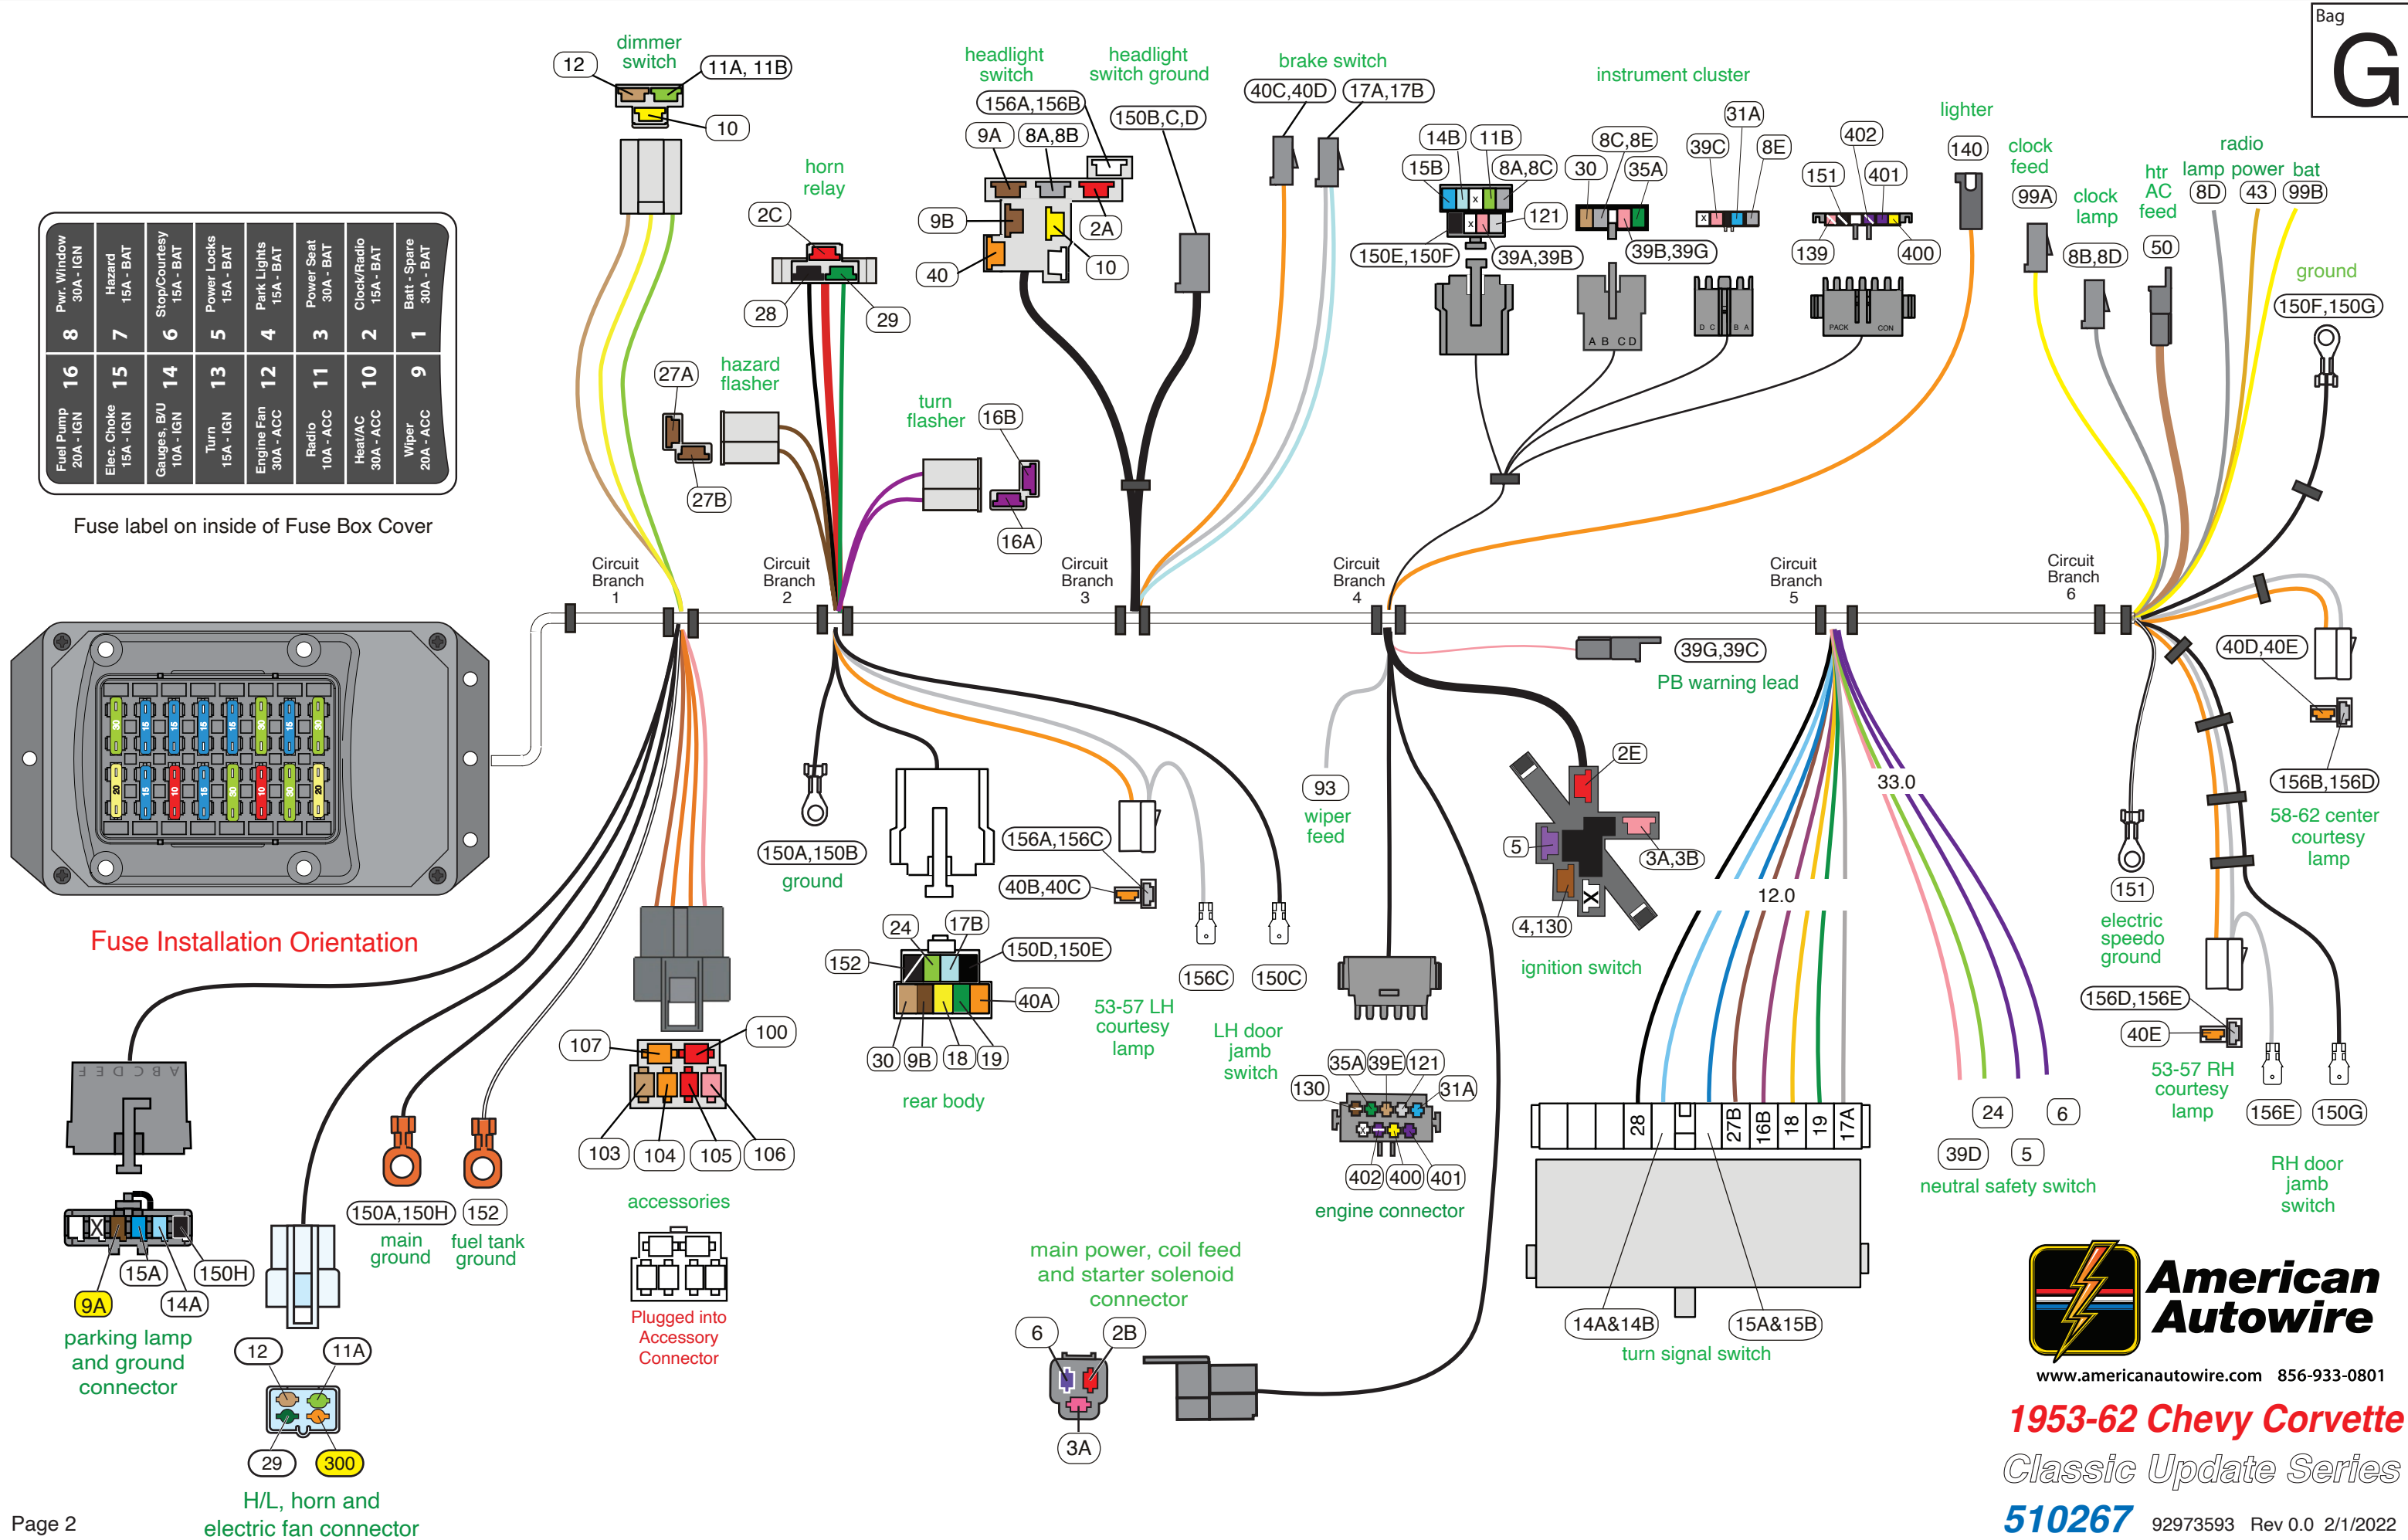 Bag
G
dimmer
switch
12
11A, 11B
10
horn
relay
2C
28
29
hazard
flasher
27A
27B
turn
flasher
16B
16A
headlight
switch
156A,156B
9A
8A,8B
9B
2A
40
10
headlight
switch ground
150B,C,D
brake switch
40C,40D
17A,17B
instrument cluster
14B
11B
15B
8A,8C
121
150E,150F
39A,39B
8C,8E
30
35A
39B,39G
A B C D
31A
39C
8E
D C B A
402
151
401
139
400
PACK CON
lighter
140
clock
feed
99A
clock
lamp
8B,8D
htr
AC
feed
50
radio
lamp power bat
8D
43
99B
ground
150F,150G
8 Pwr. Window 30A - IGN
7 Hazard 15A - BAT
6 Stop/Courtesy 15A - BAT
5 Power Locks 15A - BAT
4 Park Lights 30A - BAT
3 Power Seat 30A - BAT
2 Clock/Radio 15A - BAT
1 Batt - Spare 30A - BAT
16 Fuel Pump 20A - IGN
15 Elec. Choke 15A - IGN
14 Gauges, B/U 10A - IGN
13 Turn 15A - IGN
12 Engine Fan 30A - ACC
11 Radio 10A - ACC
10 Heat/AC 30A - ACC
9 Wiper 20A - ACC
Fuse label on inside of Fuse Box Cover
Circuit
Branch
1
Circuit
Branch
2
Circuit
Branch
3
Circuit
Branch
4
Circuit
Branch
5
Circuit
Branch
6
30 15 15 15 15 30 15 30
20 15 10 15 30 10 30 20
Fuse Installation Orientation
F E D C B A
X
9A
15A
14A
150H
parking lamp
and ground
connector
12
11A
29
300
H/L, horn and
electric fan connector
150A,150H
main
ground
152
fuel tank
ground
107
100
103
104
105
106
accessories
Plugged into
Accessory
Connector
150A,150B
ground
24
17B
152
150D,150E
40A
30
9B
18
19
rear body
156A,156C
40B,40C
156C
53-57 LH
courtesy
lamp
150C
LH door
jamb
switch
93
wiper
feed
39G,39C
PB warning lead
2E
5
3A,3B
X
4,130
ignition switch
35A
39E
121
130
31A
402
400
401
engine connector
main power, coil feed
and starter solenoid
connector
6
2B
3A
33.0
12.0
28
27B
16B
18
19
17A
14A&14B
15A&15B
turn signal switch
24
6
39D
5
neutral safety switch
151
electric
speedo
ground
40D,40E
156B,156D
58-62 center
courtesy
lamp
156D,156E
40E
53-57 RH
courtesy
lamp
156E
150G
RH door
jamb
switch
American
Autowire
www.americanautowire.com 856-933-0801
1953-62 Chevy Corvette
Classic Update Series
510267 92973593 Rev 0.0 2/1/2022
Page 2